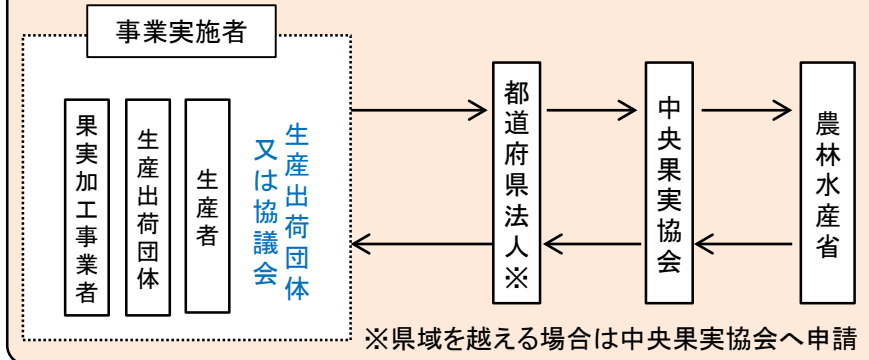 事業実施者
果実加工事業者
生産出荷団体
生産者
生産出荷団体
又は協議会
都道府県法人※
中央果実協会
農林水産省
※県域を越える場合は中央果実協会へ申請